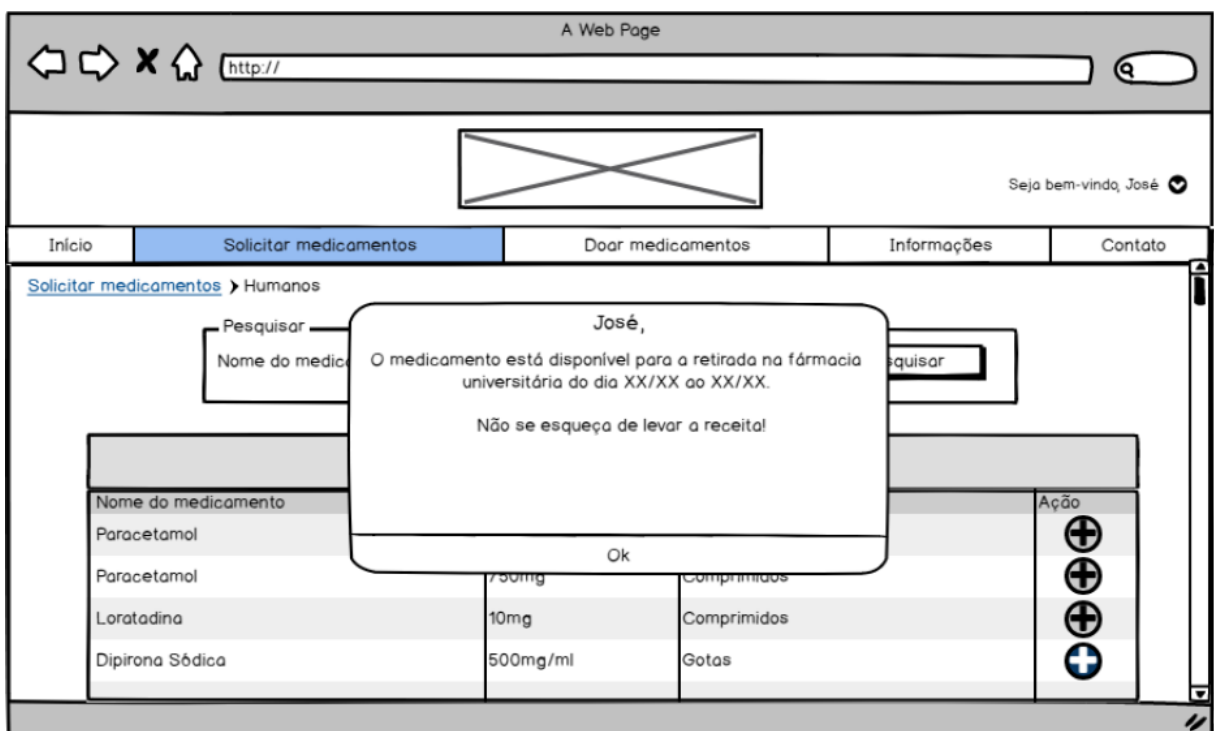 A Web Page
http://
Seja bem-vindo, José
Início Solicitar medicamentos Doar medicamentos Informações Contato
Solicitar medicamentos Humanos
Pesquisar
Nome do
José,
O medicamento está disponível para a retirada na fármacia
universitária do dia XX/XX ao XX/XX.
Não se esqueça de levar a receita!
Ok
Nome do medicamento Ação
Paracetamol
Paracetamol 750mg Comprimidos
Loratadina 10mg Comprimidos
Dipirona Sódica 500mg/ml Gotas